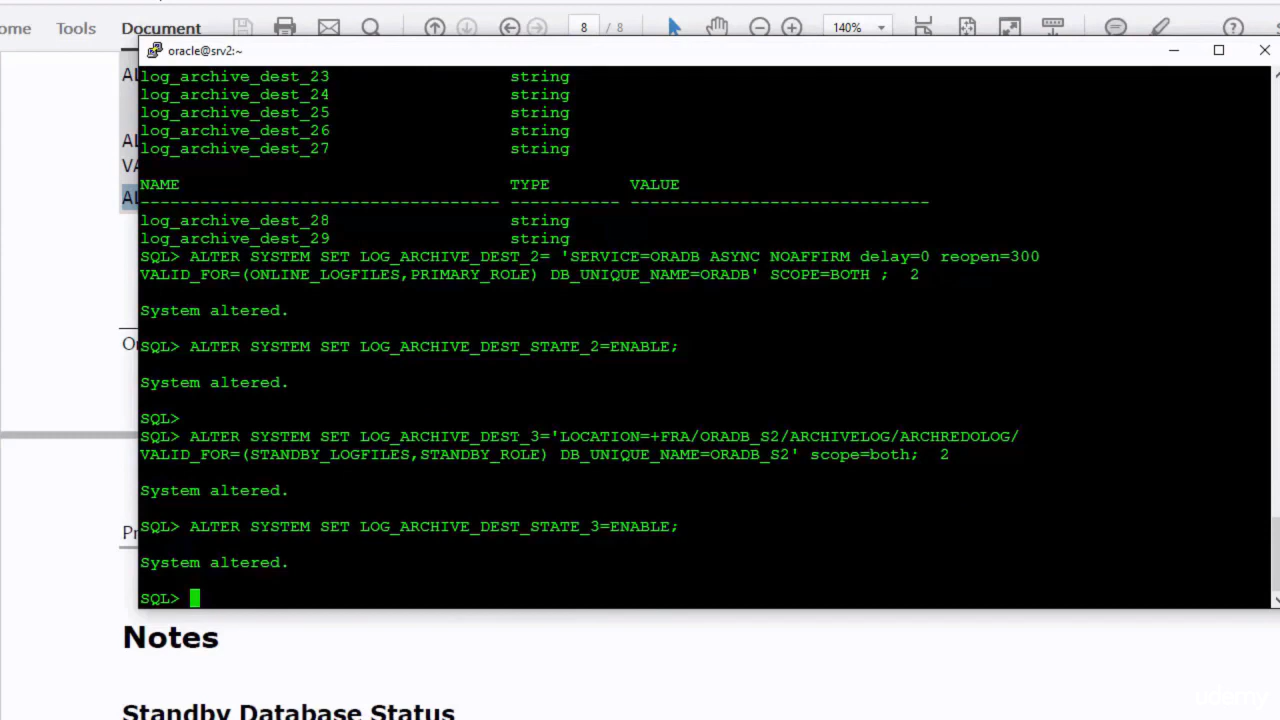 ome Tools Document 8 / 8 140%
oracle@srv2:~
log_archive_dest_23 string
log_archive_dest_24 string
log_archive_dest_25 string
log_archive_dest_26 string
log_archive_dest_27 string
NAME TYPE VALUE
------------------------------------ ----------- ------------------------------
log_archive_dest_28 string
log_archive_dest_29 string
SQL> ALTER SYSTEM SET LOG_ARCHIVE_DEST_2= 'SERVICE=ORADB ASYNC NOAFFIRM delay=0 reopen=300
VALID_FOR=(ONLINE_LOGFILES,PRIMARY_ROLE) DB_UNIQUE_NAME=ORADB' SCOPE=BOTH ; 2
System altered.
SQL> ALTER SYSTEM SET LOG_ARCHIVE_DEST_STATE_2=ENABLE;
System altered.
SQL>
SQL> ALTER SYSTEM SET LOG_ARCHIVE_DEST_3='LOCATION=+FRA/ORADB_S2/ARCHIVELOG/ARCHREDOLOG/
VALID_FOR=(STANDBY_LOGFILES,STANDBY_ROLE) DB_UNIQUE_NAME=ORADB_S2' scope=both; 2
System altered.
SQL> ALTER SYSTEM SET LOG_ARCHIVE_DEST_STATE_3=ENABLE;
System altered.
SQL>
Notes
Standby Database Status
udemy